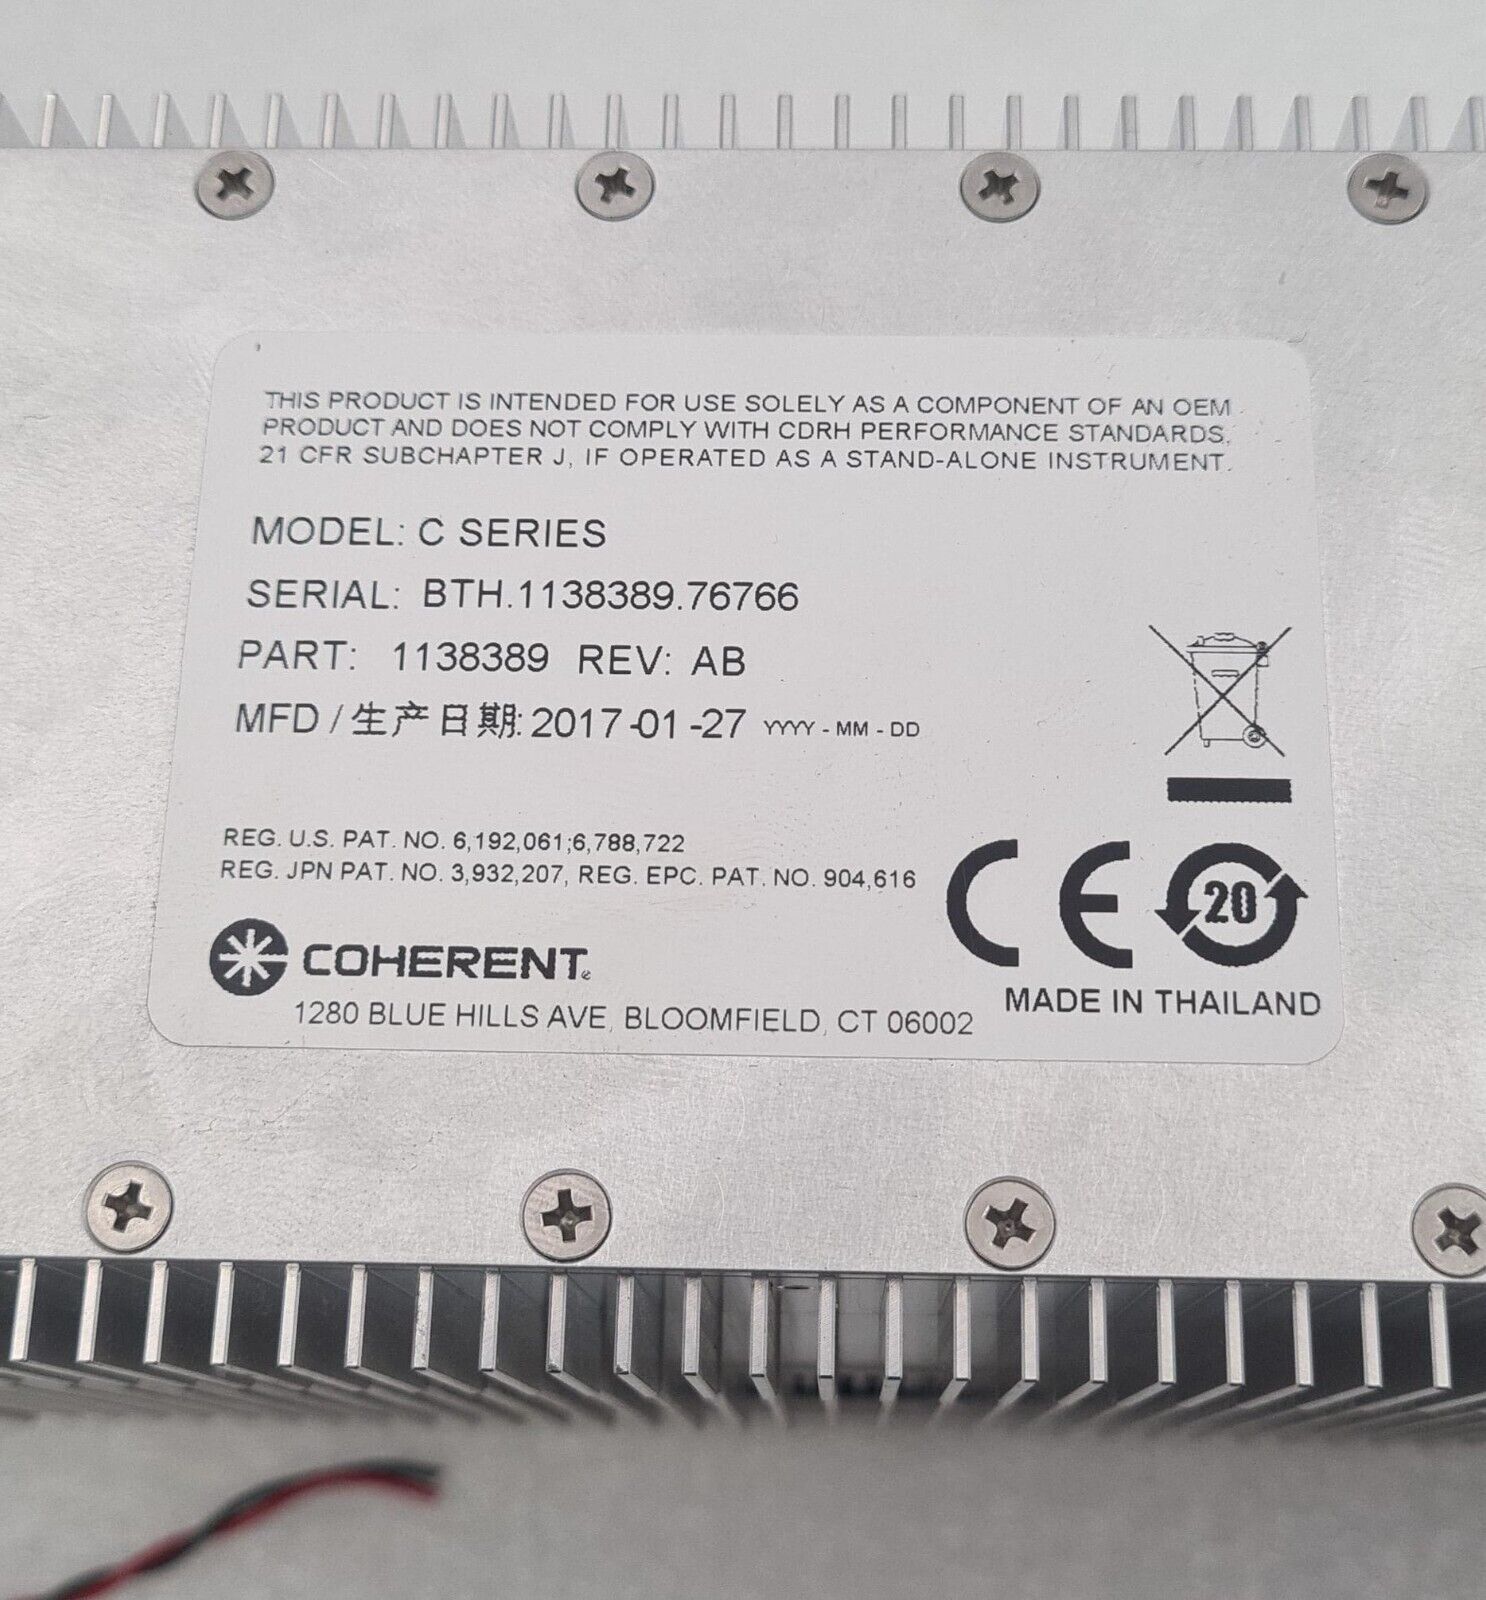 THIS PRODUCT IS INTENDED FOR USE SOLELY AS A COMPONENT OF AN OEM
PRODUCT AND DOES NOT COMPLY WITH CDRH PERFORMANCE STANDARDS,
21 CFR SUBCHAPTER J, IF OPERATED AS A STAND-ALONE INSTRUMENT.
MODEL: C SERIES
SERIAL: BTH.1138389.76766
PART: 1138389 REV: AB
MFD / 生产日期: 2017-01-27 YYYY - MM - DD
REG. U.S. PAT. NO. 6,192,061;6,788,722
REG. JPN PAT. NO. 3,932,207, REG. EPC. PAT. NO. 904,616
CE 20
COHERENT
1280 BLUE HILLS AVE, BLOOMFIELD, CT 06002
MADE IN THAILAND